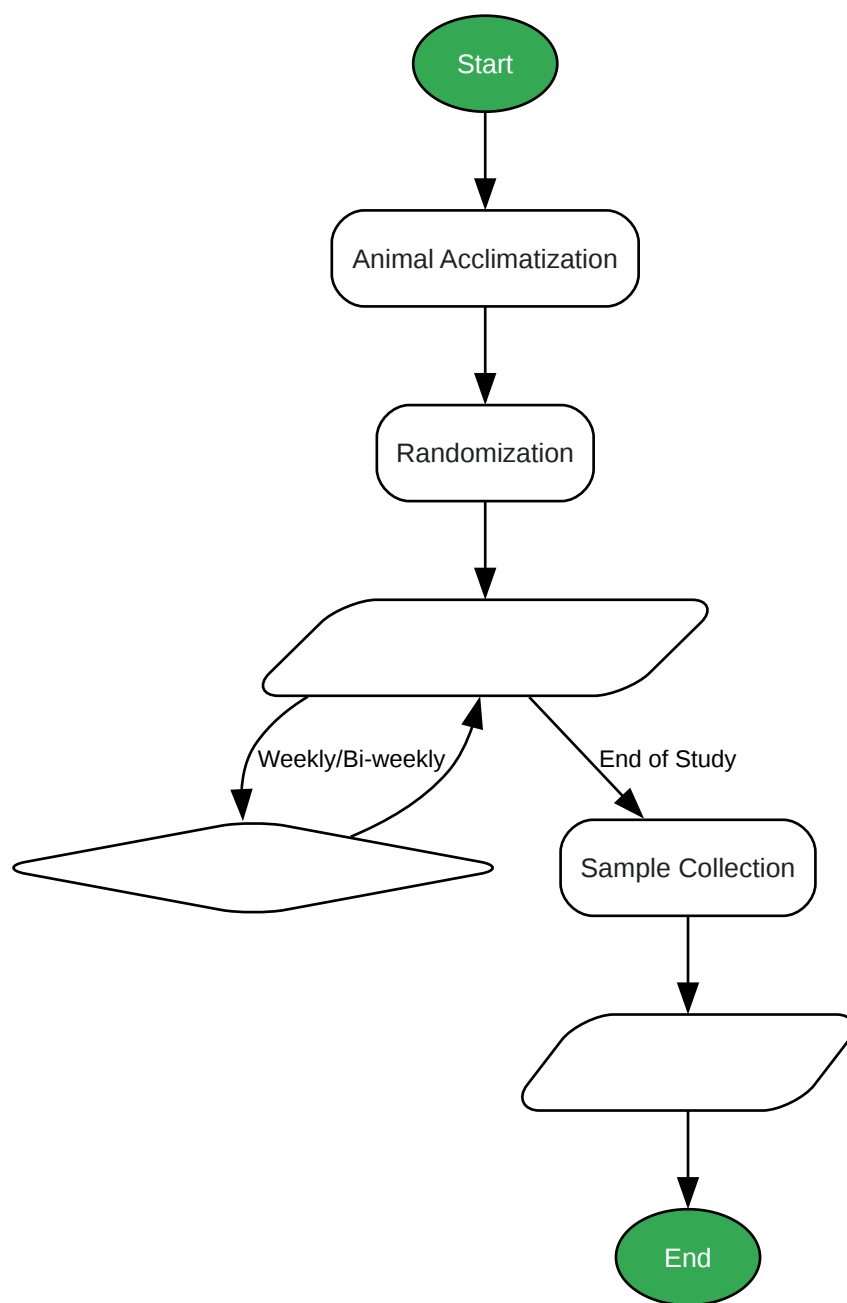 Start
Animal Acclimatization
Randomization
Weekly/Bi-weekly
End of Study
Sample Collection
End